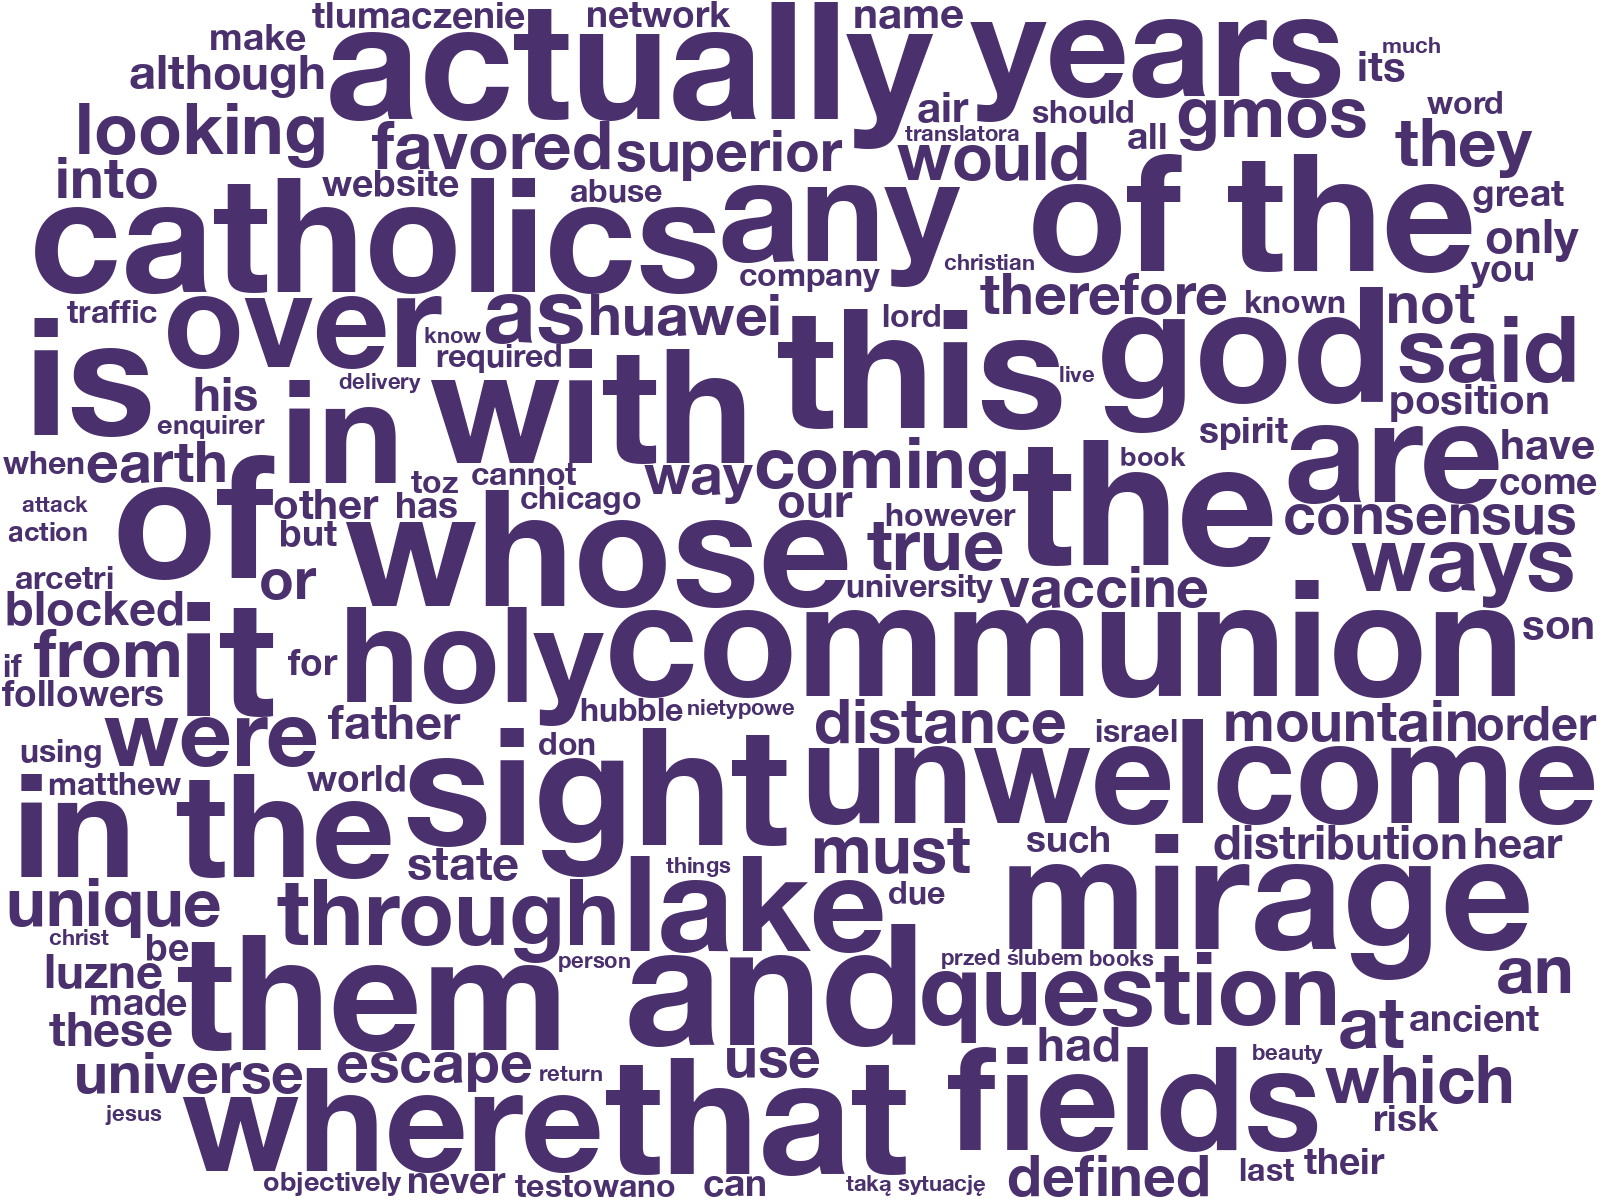 tlumaczenie network name
make actually years its much
although air should word
looking favored superior translatora would all gmos they
into website abuse great
catholics any of the only
company christian you
traffic over as huawei lord therefore known not
is know this god said
required with live
his delivery in position
enquirer spirit are have
when earth toz cannot way coming book come
attack other has chicago our the consensus
action of but whose however
arcetri or true ways
blocked university vaccine
it holy communion son
if from for
followers hubble nietypowe
were father distance israel mountain order
using don
matthew world sight unwelcome
in the
state things must such distribution hear
unique through lake due mirage
christ be person przed ślubem books
luzne them and question an
made
these had at ancient
universe escape return use beauty which
jesus where that fields risk
objectively never testowano can taką sytuację defined last their